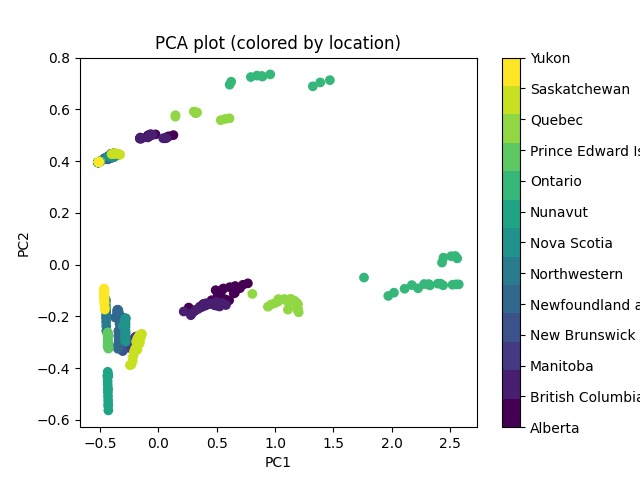 PCA plot (colored by location)
0.8
0.6
0.4
0.2
0.0
−0.2
−0.4
−0.6
PC2
−0.5
0.0
0.5
1.0
1.5
2.0
2.5
PC1
Yukon
Saskatchewan
Quebec
Prince Edward Is
Ontario
Nunavut
Nova Scotia
Northwestern
Newfoundland a
New Brunswick
Manitoba
British Columbia
Alberta